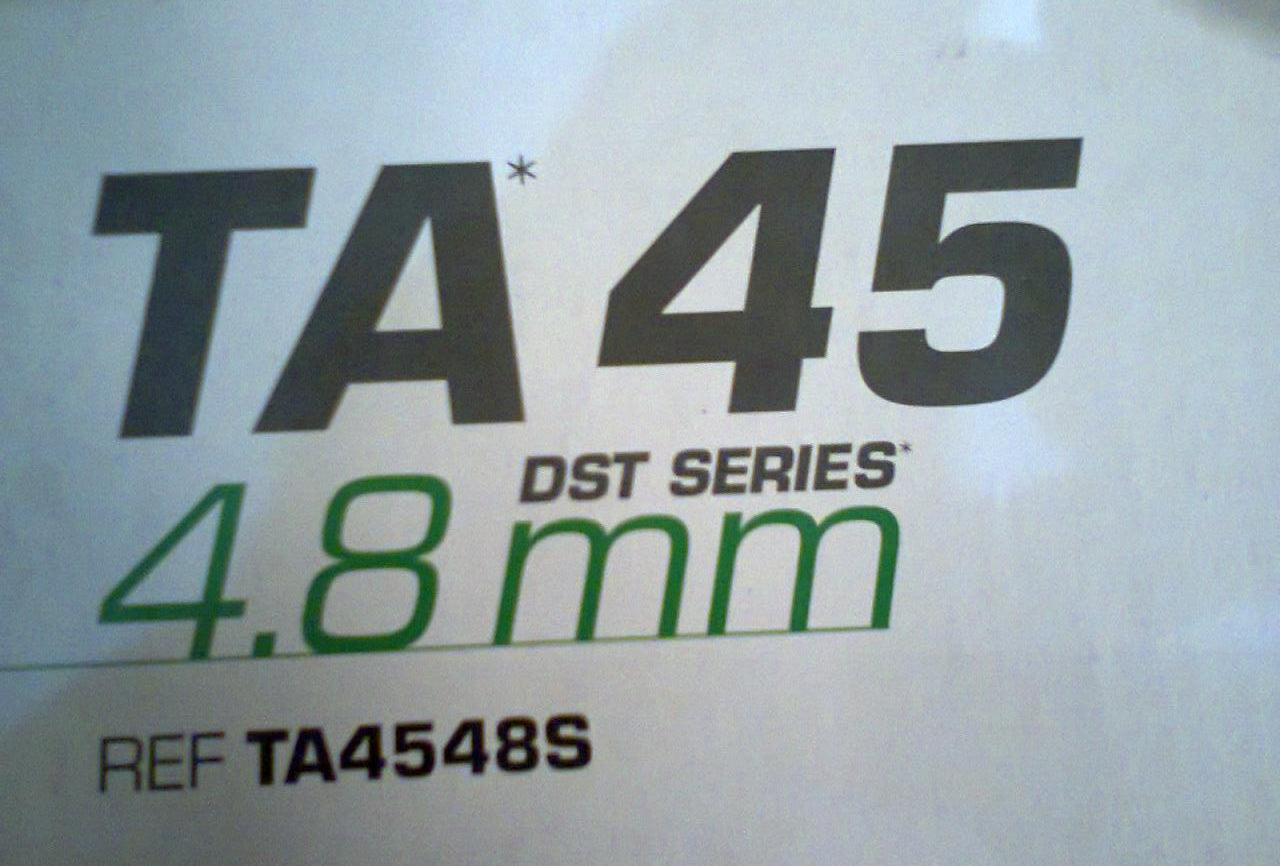 TA* 45
DST SERIES*
4.8 mm
REF TA4548S